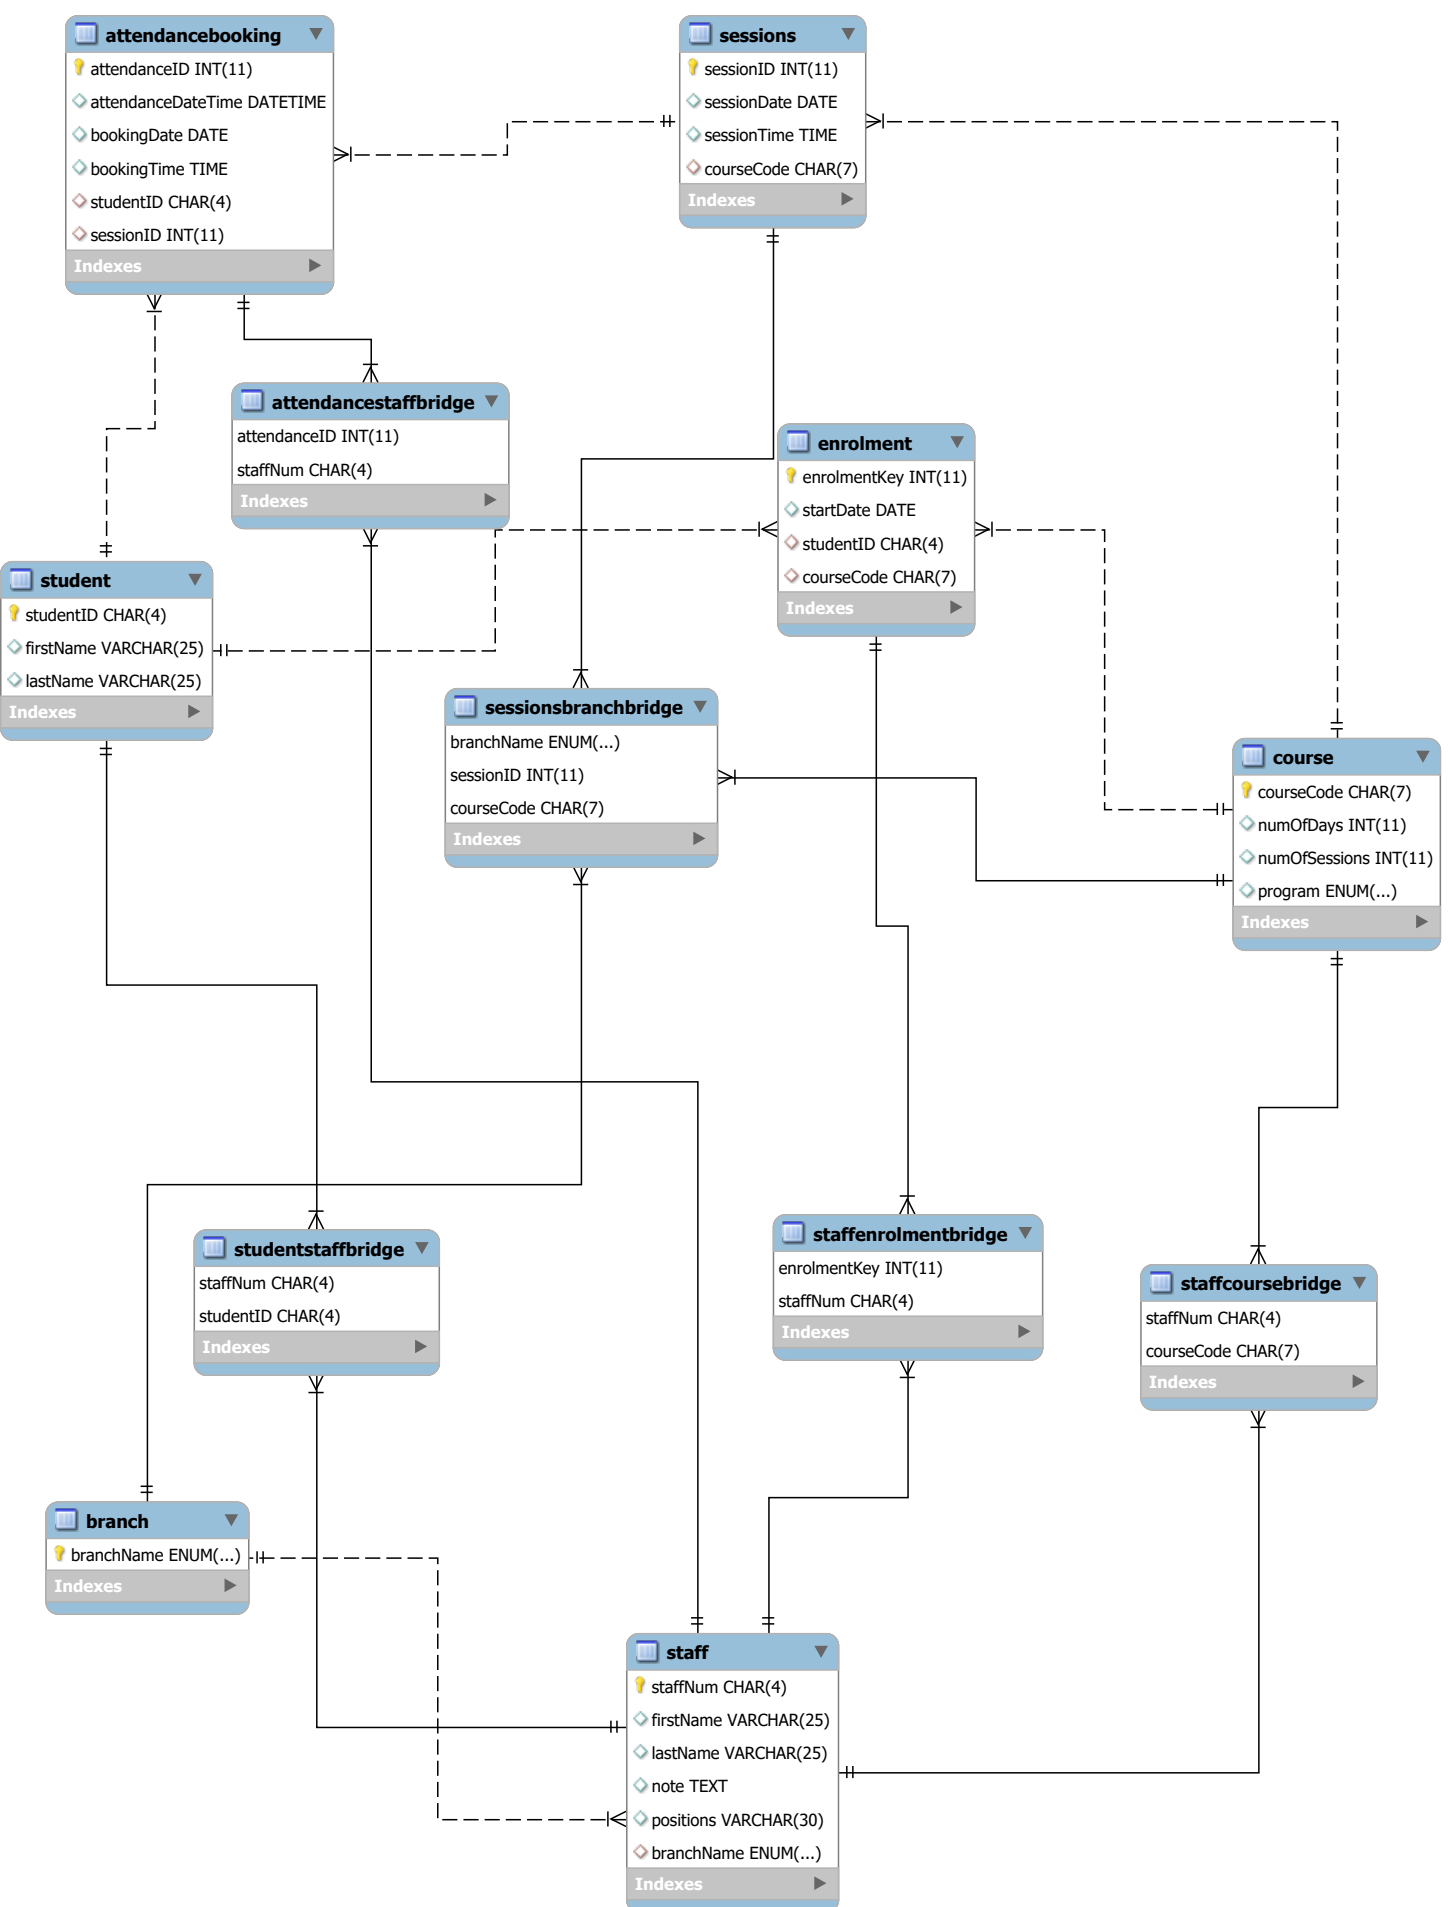 attendancebooking
attendanceID INT(11)
attendanceDateTime DATETIME
bookingDate DATE
bookingTime TIME
studentID CHAR(4)
sessionID INT(11)
Indexes
sessions
sessionID INT(11)
sessionDate DATE
sessionTime TIME
courseCode CHAR(7)
Indexes
attendancestaffbridge
attendanceID INT(11)
staffNum CHAR(4)
Indexes
enrolment
enrolmentKey INT(11)
startDate DATE
studentID CHAR(4)
courseCode CHAR(7)
Indexes
student
studentID CHAR(4)
firstName VARCHAR(25)
lastName VARCHAR(25)
Indexes
sessionsbranchbridge
branchName ENUM(...)
sessionID INT(11)
courseCode CHAR(7)
Indexes
course
courseCode CHAR(7)
numOfDays INT(11)
numOfSessions INT(11)
program ENUM(...)
Indexes
studentstaffbridge
staffNum CHAR(4)
studentID CHAR(4)
Indexes
staffenrolmentbridge
enrolmentKey INT(11)
staffNum CHAR(4)
Indexes
staffcoursebridge
staffNum CHAR(4)
courseCode CHAR(7)
Indexes
branch
branchName ENUM(...)
Indexes
staff
staffNum CHAR(4)
firstName VARCHAR(25)
lastName VARCHAR(25)
note TEXT
positions VARCHAR(30)
branchName ENUM(...)
Indexes